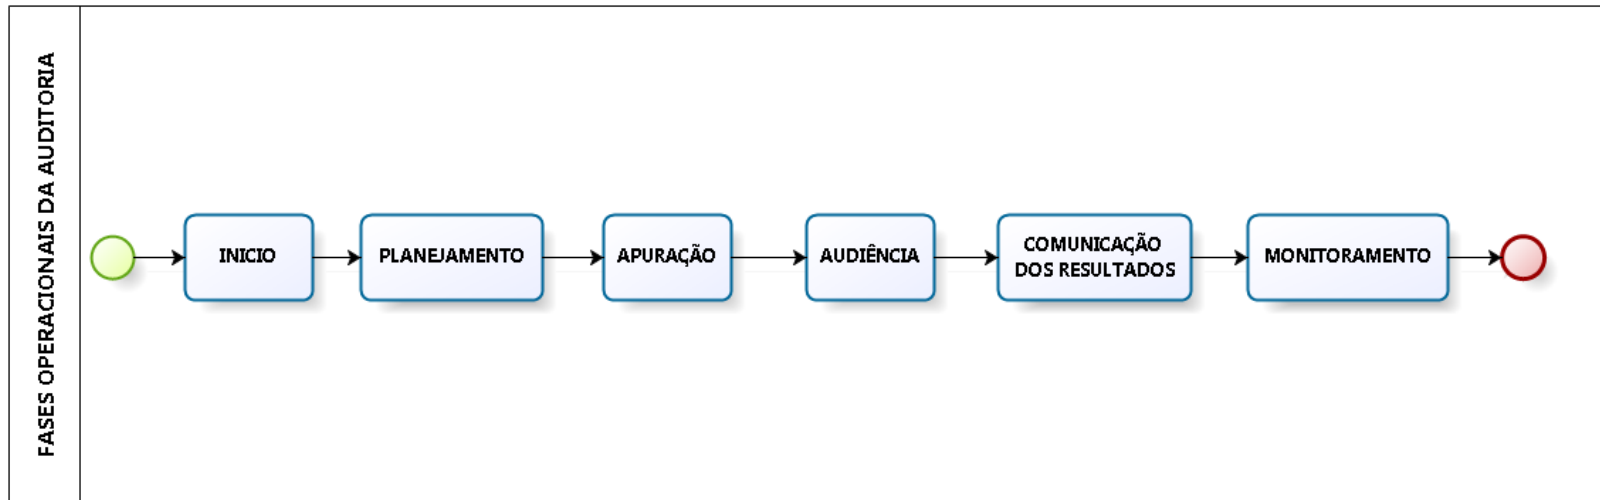 FASES OPERACIONAIS DA AUDITORIA
INICIO
PLANEJAMENTO
APURAÇÃO
AUDIÊNCIA
COMUNICAÇÃO
DOS RESULTADOS
MONITORAMENTO